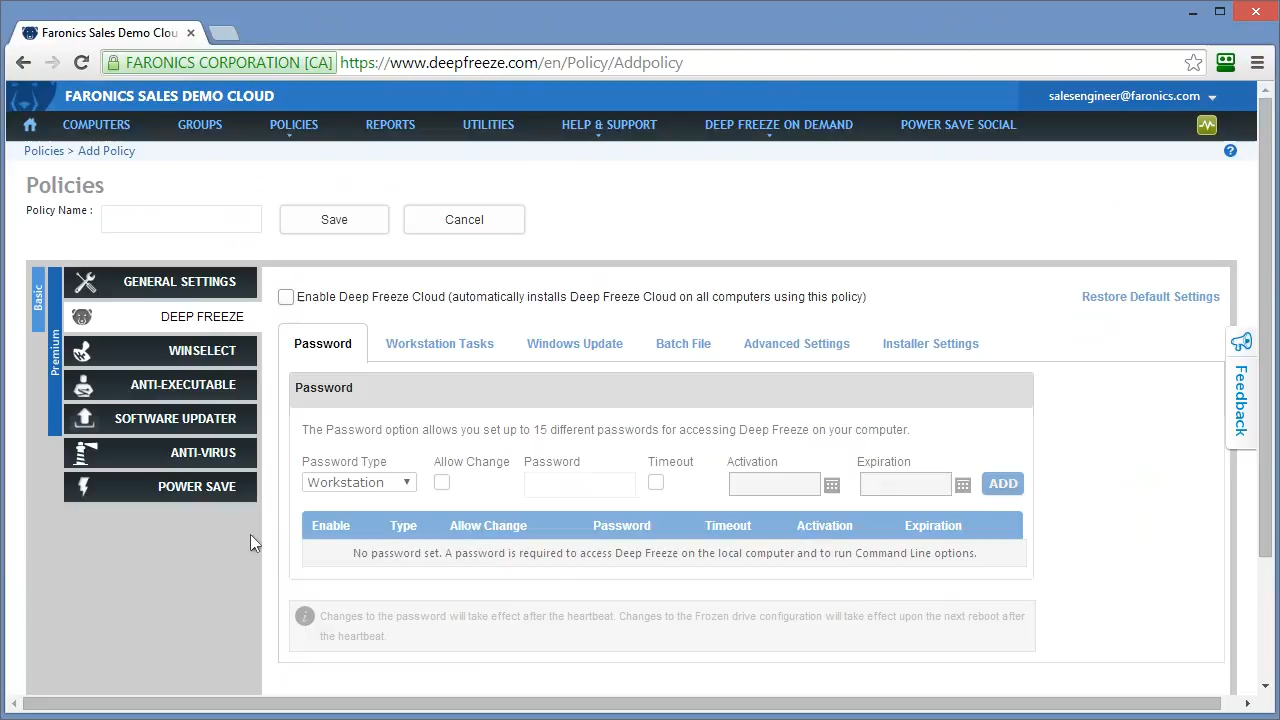 Faronics Sales Demo Clou
FARONICS CORPORATION [CA] https://www.deepfreeze.com/en/Policy/Addpolicy
FARONICS SALES DEMO CLOUD
salesengineer@faronics.com
COMPUTERS GROUPS POLICIES REPORTS UTILITIES HELP & SUPPORT DEEP FREEZE ON DEMAND POWER SAVE SOCIAL
Policies > Add Policy
Policies
Policy Name :
Save
Cancel
Basic
Premium
GENERAL SETTINGS
DEEP FREEZE
WINSELECT
ANTI-EXECUTABLE
SOFTWARE UPDATER
ANTI-VIRUS
POWER SAVE
Enable Deep Freeze Cloud (automatically installs Deep Freeze Cloud on all computers using this policy)
Restore Default Settings
Password Workstation Tasks Windows Update Batch File Advanced Settings Installer Settings
Password
The Password option allows you set up to 15 different passwords for accessing Deep Freeze on your computer.
Password Type Allow Change Password Timeout Activation Expiration
Workstation
ADD
Enable Type Allow Change Password Timeout Activation Expiration
No password set. A password is required to access Deep Freeze on the local computer and to run Command Line options.
Changes to the password will take effect after the heartbeat. Changes to the Frozen drive configuration will take effect upon the next reboot after
the heartbeat.
Feedback